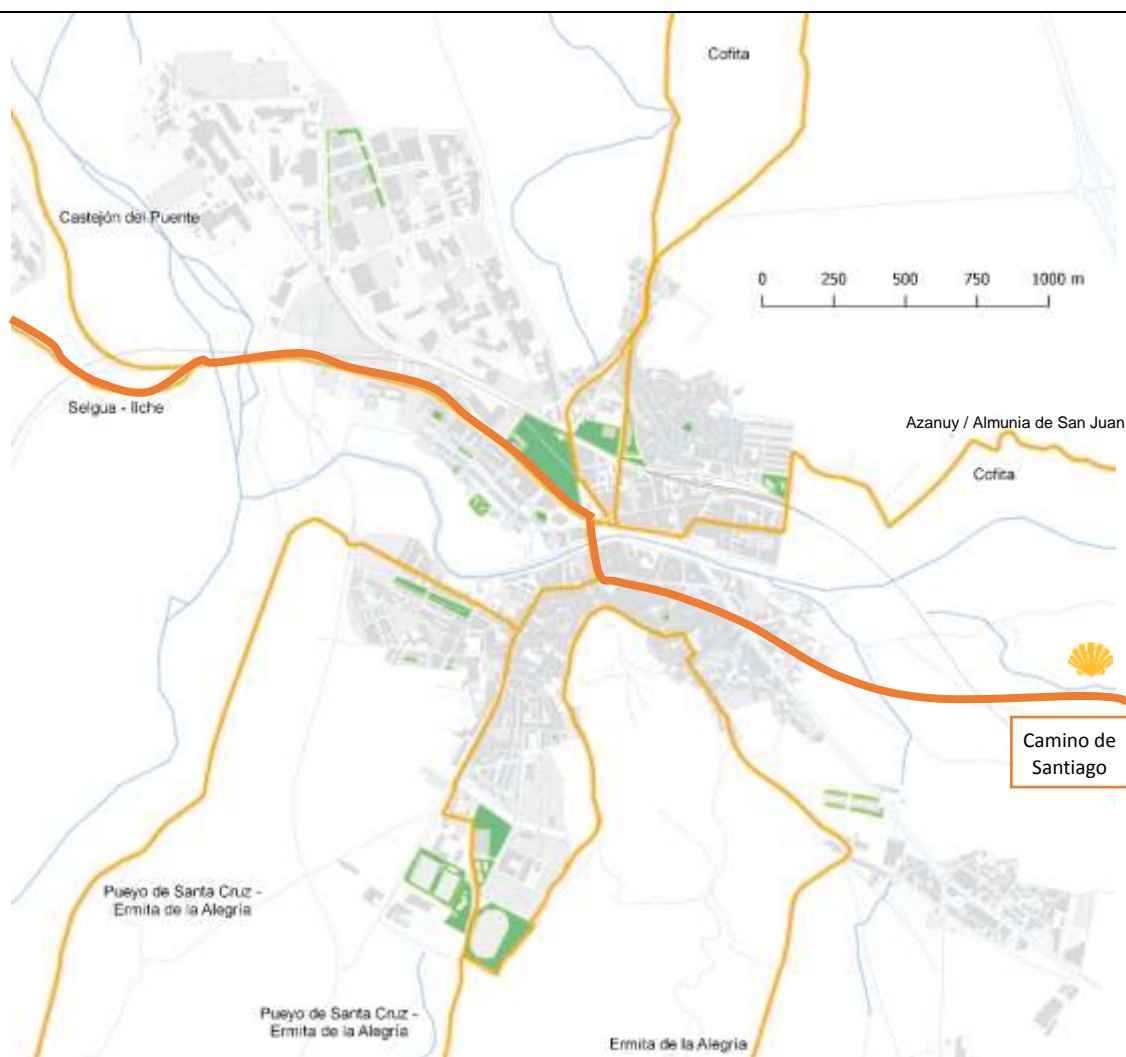 Cofita
Castejón del Puente
0 250 500 750 1000 m
Selgua - Ilche
Azanuy / Almunia de San Juan
Cofita
Camino de
Santiago
Pueyo de Santa Cruz -
Ermita de la Alegría
Pueyo de Santa Cruz -
Ermita de la Alegría
Ermita de la Alegría